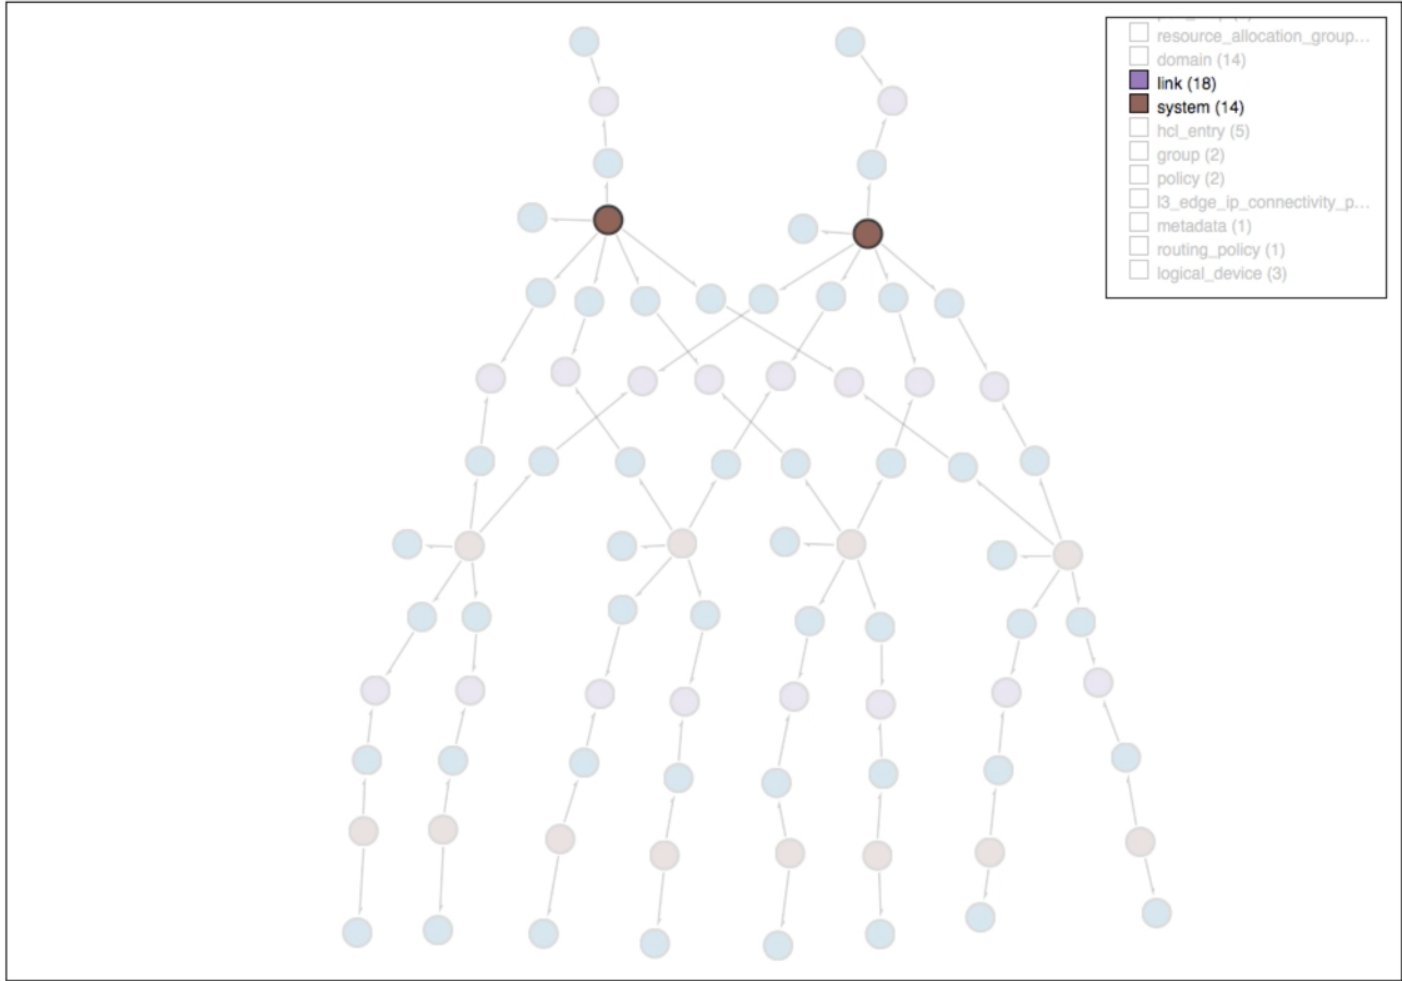 resource_allocation_group...
domain (14)
link (18)
system (14)
hcl_entry (5)
group (2)
policy (2)
l3_edge_ip_connectivity_p...
metadata (1)
routing_policy (1)
logical_device (3)